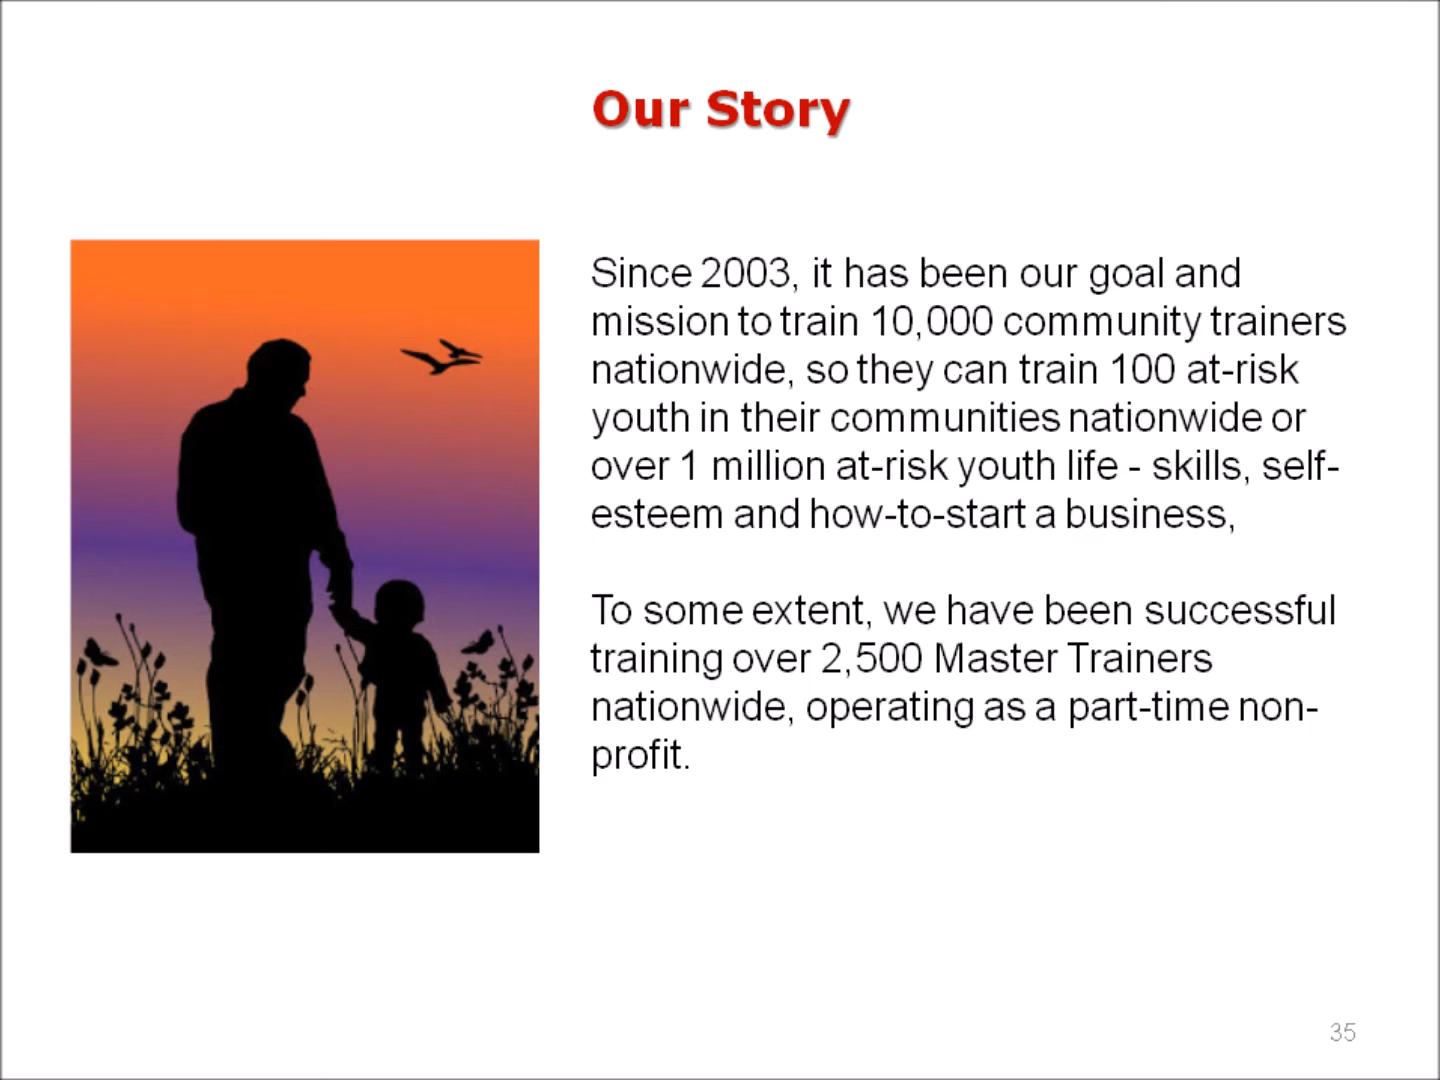 Our Story
Since 2003, it has been our goal and
mission to train 10,000 community trainers
nationwide, so they can train 100 at-risk
youth in their communities nationwide or
over 1 million at-risk youth life - skills, self-
esteem and how-to-start a business,
To some extent, we have been successful
training over 2,500 Master Trainers
nationwide, operating as a part-time non-
profit.
35